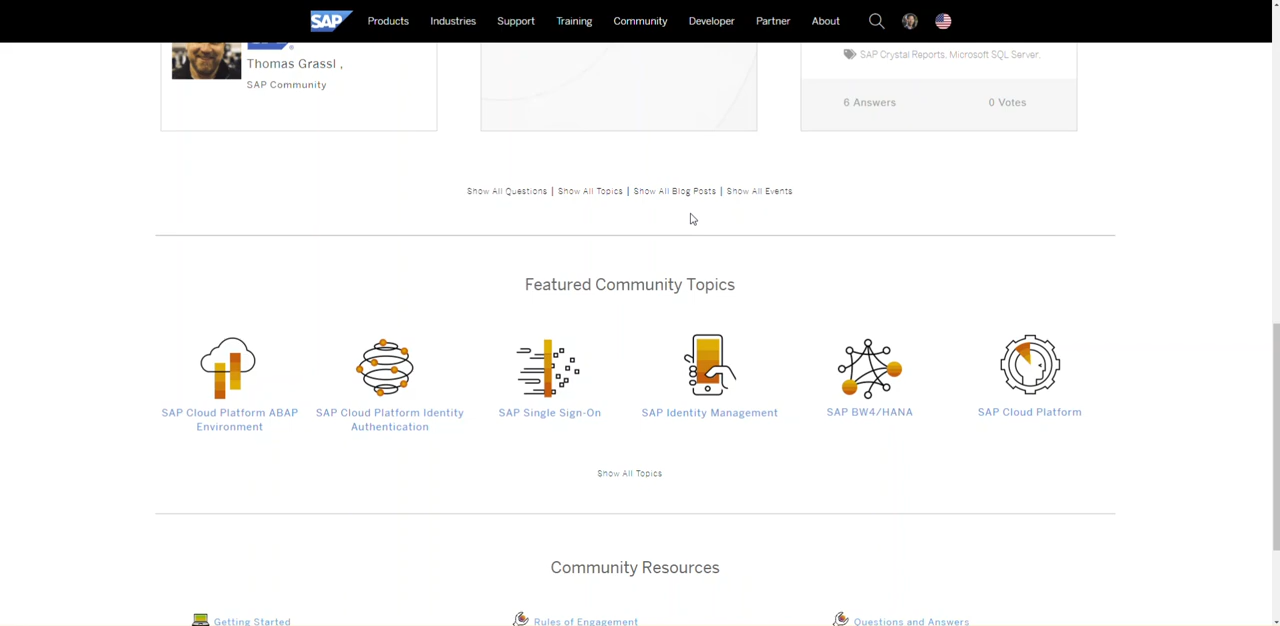 SAP Products Industries Support Training Community Developer Partner About
Thomas Grassl ,
SAP Community
SAP Crystal Reports, Microsoft SQL Server.
6 Answers 0 Votes
Show All Questions | Show All Topics | Show All Blog Posts | Show All Events
Featured Community Topics
SAP Cloud Platform ABAP
Environment
SAP Cloud Platform Identity
Authentication
SAP Single Sign-On
SAP Identity Management
SAP BW4/HANA
SAP Cloud Platform
Show All Topics
Community Resources
Getting Started
Rules of Engagement
Questions and Answers